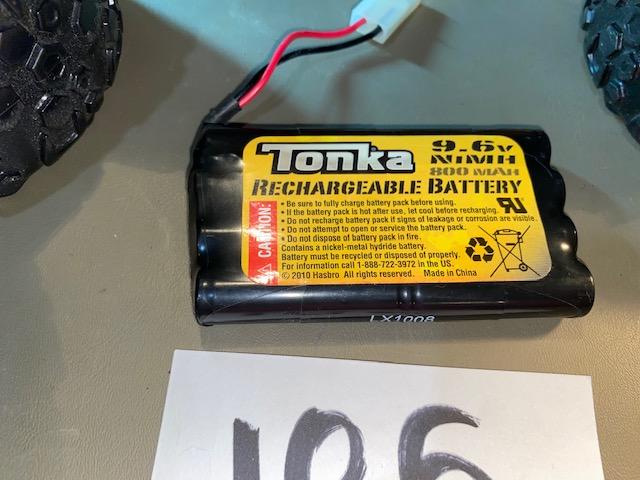 Tonka
9.6v
NiMH
800 MAH
RECHARGEABLE BATTERY
CAUTION:
• Be sure to fully charge battery pack before using.
• If the battery pack is hot after use, let cool before recharging.
• Do not recharge battery pack if signs of leakage or corrosion are visible.
• Do not attempt to open or service the battery pack.
• Do not dispose of battery pack in fire.
Contains a nickel-metal hydride battery.
Battery must be recycled or disposed of properly.
For information call 1-888-722-3972 in the US.
© 2010 Hasbro All rights reserved. Made in China
LX1008
106